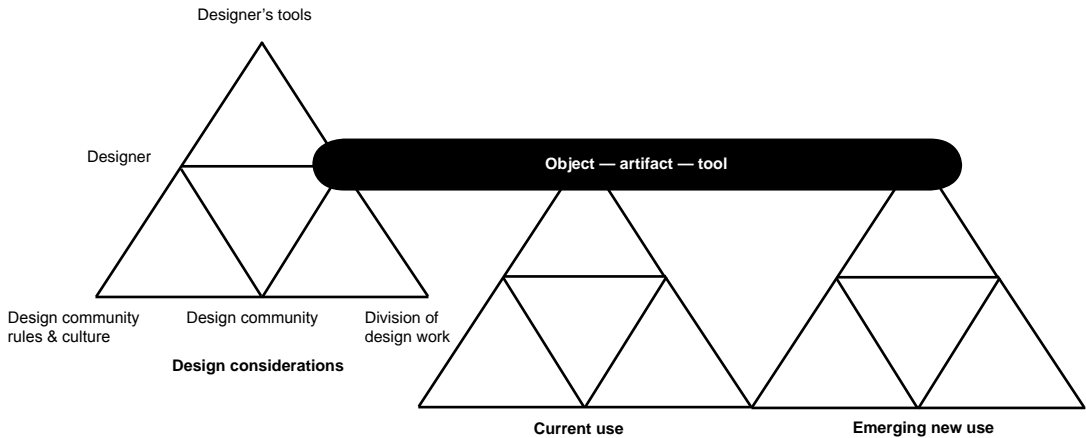 Designer’s tools
Designer
Object — artifact — tool
Design community
rules & culture
Design community
Division of
design work
Design considerations
Current use
Emerging new use